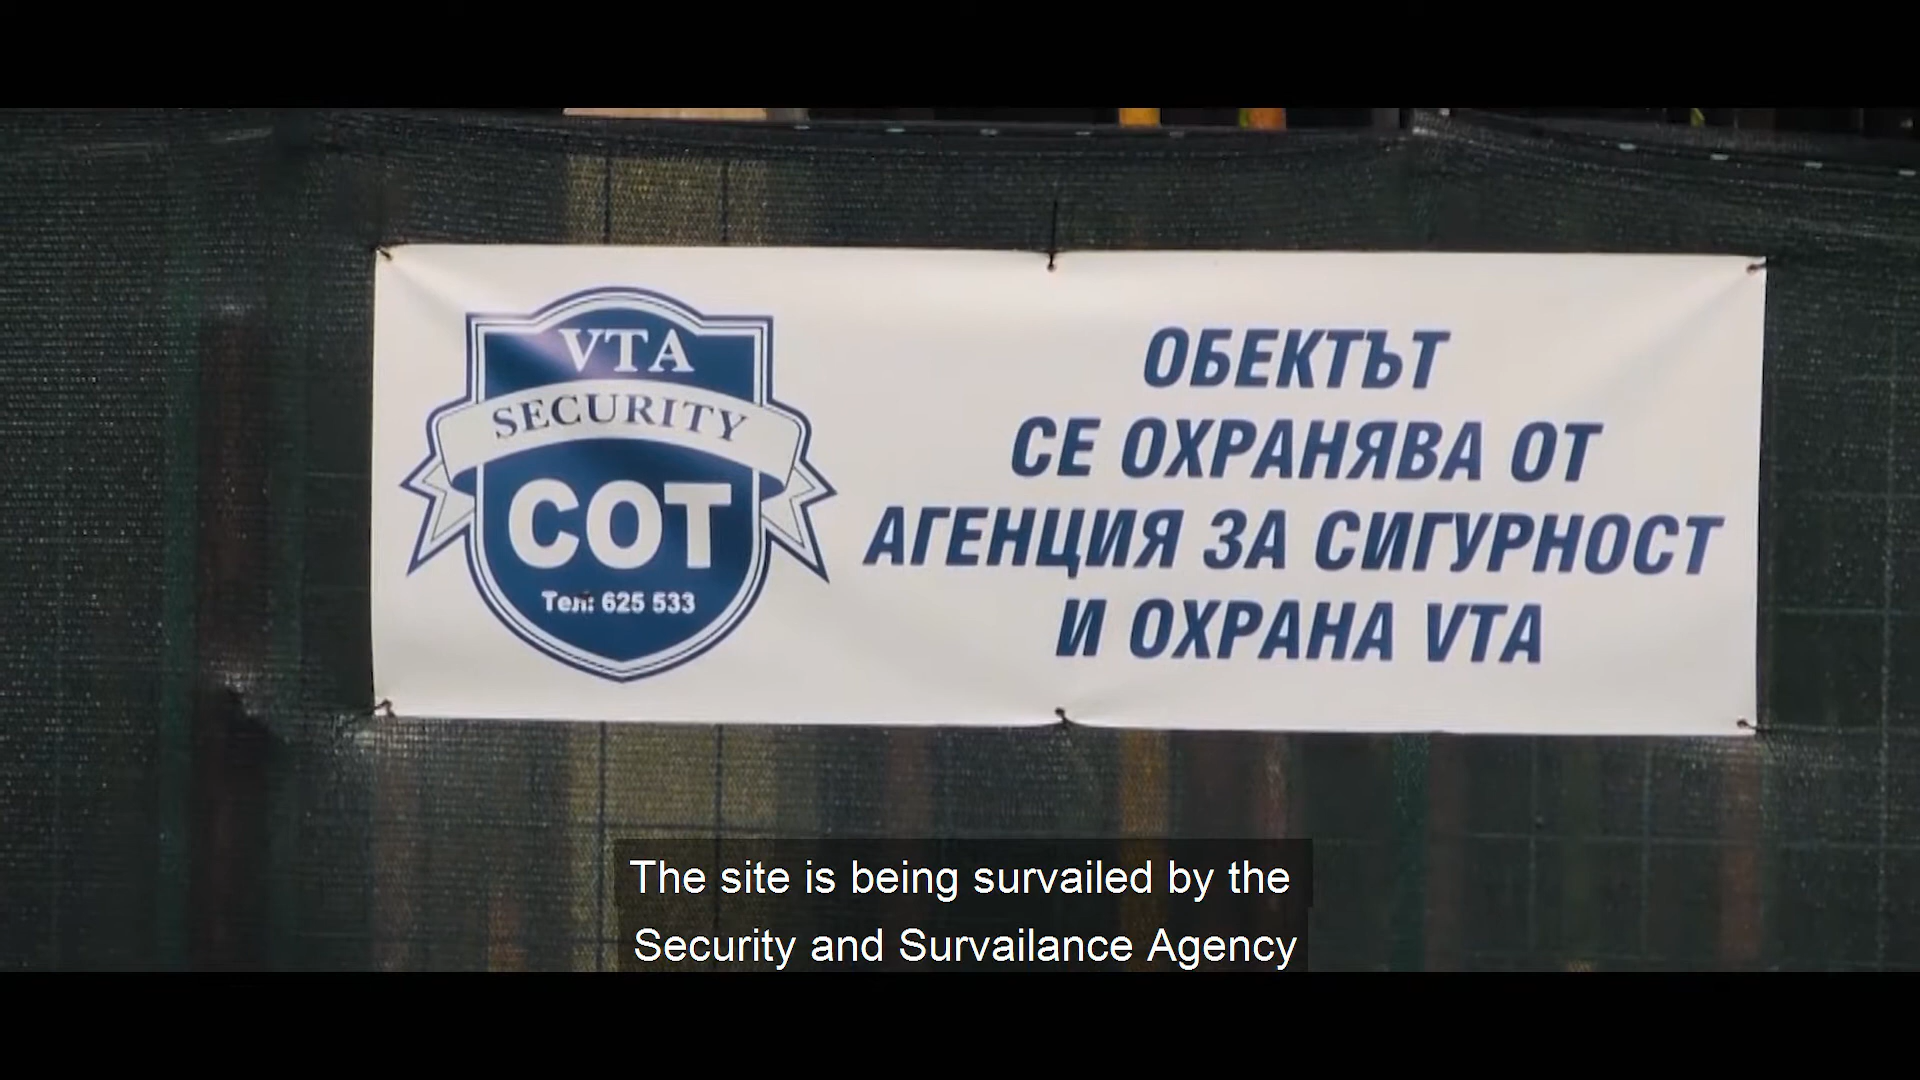 VTA
SECURITY
СОТ
Тел: 625 533
ОБЕКТЪТ
СЕ ОХРАНЯВА ОТ
АГЕНЦИЯ ЗА СИГУРНОСТ
И ОХРАНА VTA
The site is being survailed by the
Security and Survailance Agency